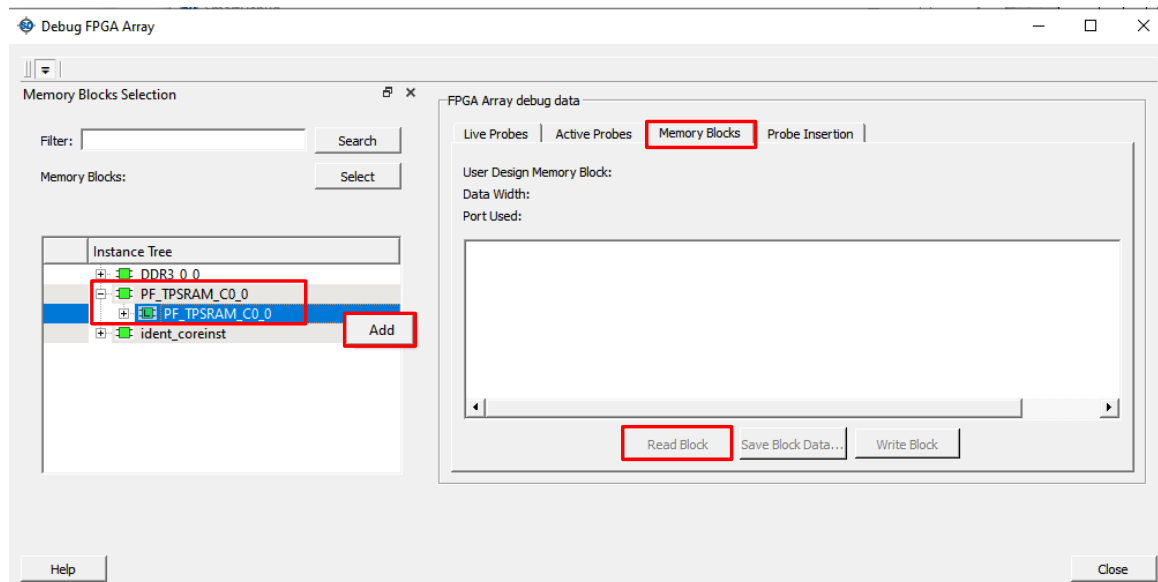 Debug FPGA Array
Memory Blocks Selection
Filter:
Search
Memory Blocks:
Select
Instance Tree
DDR3_0_0
PF_TPSRAM_C0_0
PF_TPSRAM_C0_0
Add
ident_coreinst
FPGA Array debug data
Live Probes
Active Probes
Memory Blocks
Probe Insertion
User Design Memory Block:
Data Width:
Port Used:
Read Block
Save Block Data...
Write Block
Help
Close